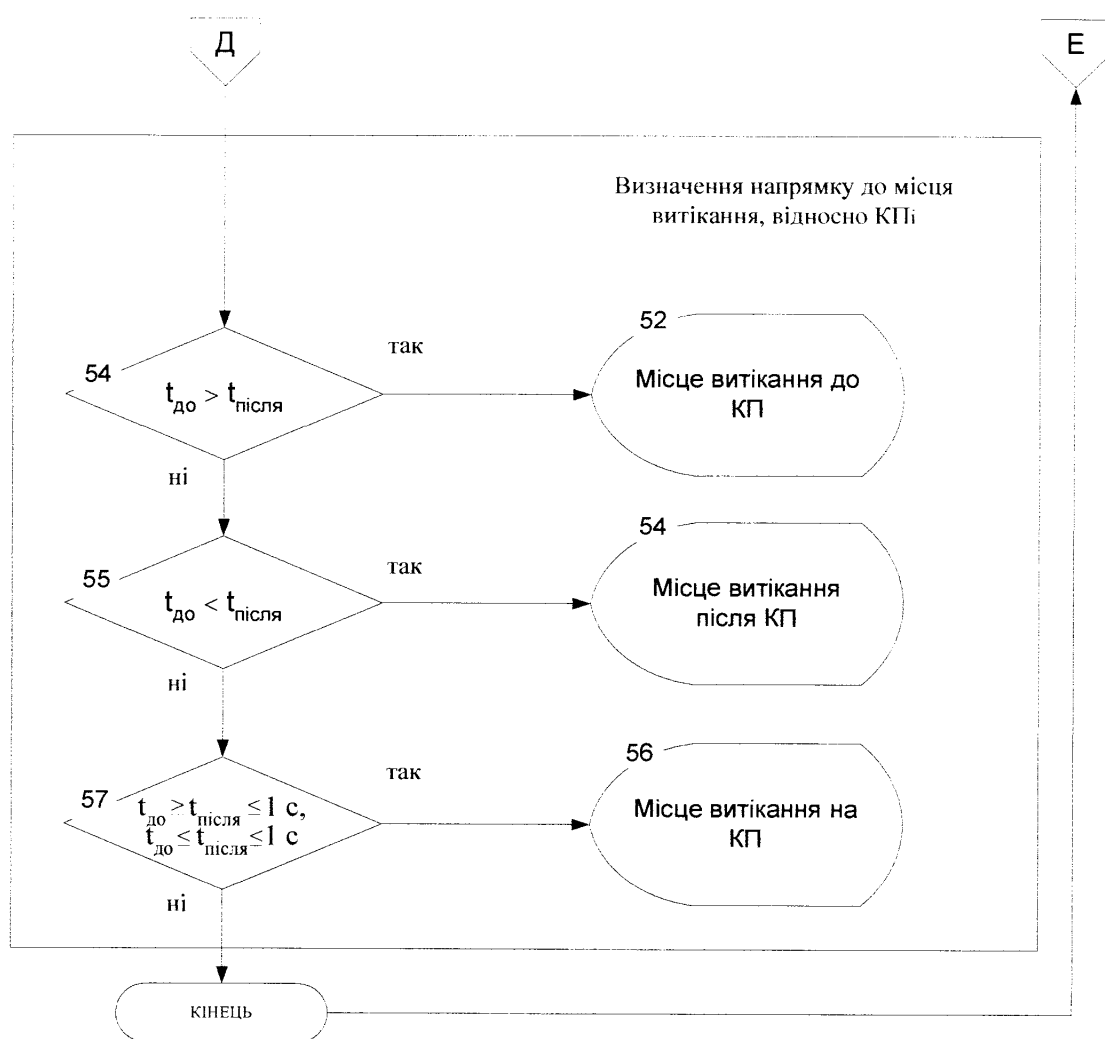 Д
Е
Визначення напрямку до місця
витікання, відносно КПі
54
t до > t після
так
ні
52
Місце витікання до
КП
55
t до < t після
так
ні
54
Місце витікання
після КП
57
t до ≥ t після ≤ 1 с,
t до ≤ t після ≤ 1 с
так
ні
56
Місце витікання на
КП
КІНЕЦЬ